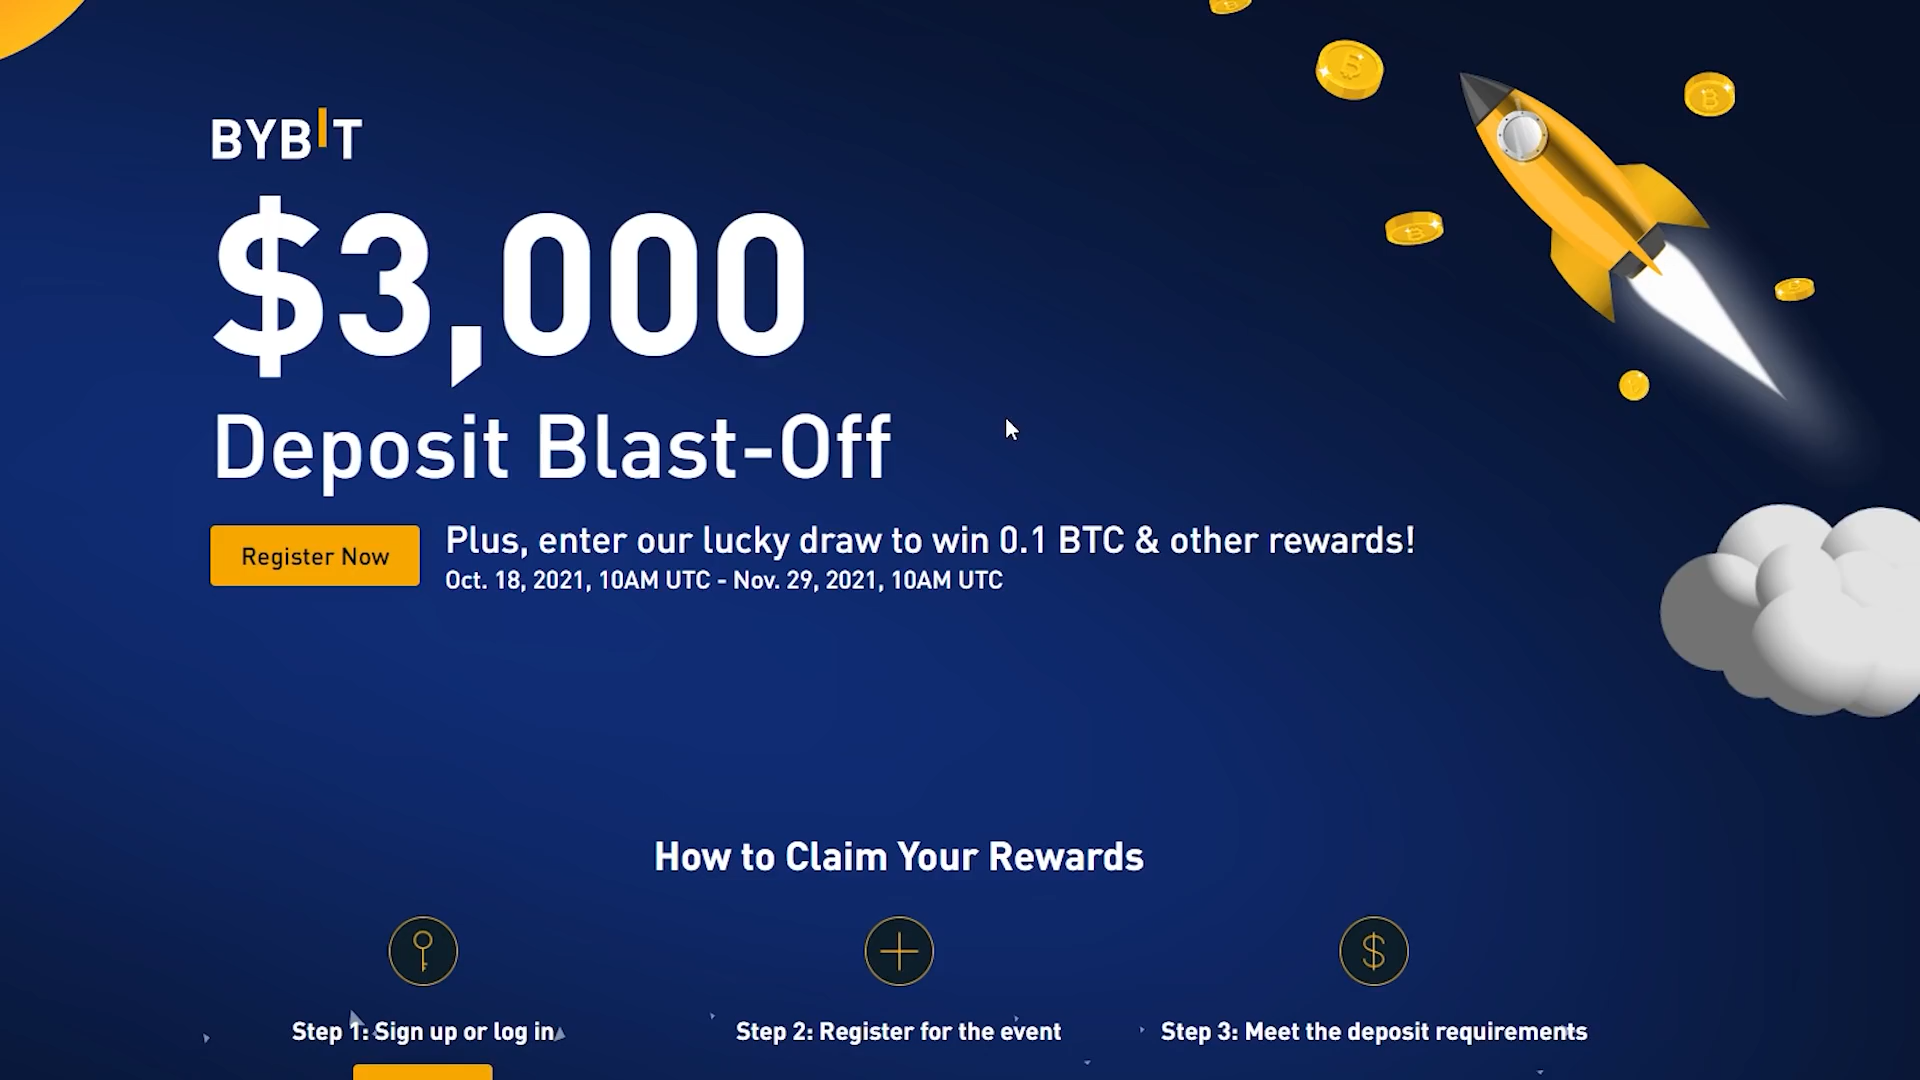 BYBIT
$3,000
Deposit Blast-Off
Register Now
Plus, enter our lucky draw to win 0.1 BTC & other rewards!
Oct. 18, 2021, 10AM UTC - Nov. 29, 2021, 10AM UTC
How to Claim Your Rewards
Step 1: Sign up or log in
Step 2: Register for the event
Step 3: Meet the deposit requirements